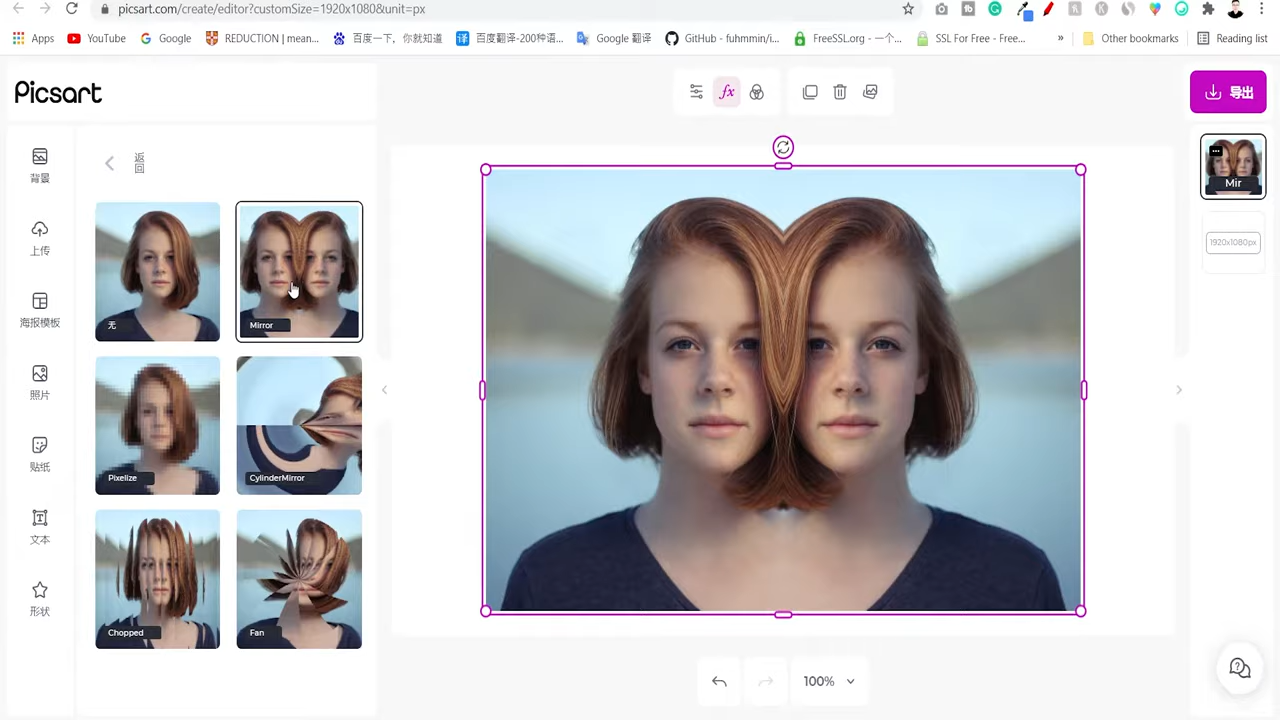 picsart.com/create/editor?customSize=1920x1080&unit=px
Apps
YouTube
Google
REDUCTION | mean...
百度一下，你就知道
百度翻译-200种语...
Google 翻译
GitHub - fuhmmin/i...
FreeSSL.org - 一个...
SSL For Free - Free...
»
Other bookmarks
Reading list
Picsart
fx
导出
背景
上传
海报模板
照片
贴纸
文本
形状
返
回
无
Mirror
Pixelize
CylinderMirror
Chopped
Fan
Mir
1920x1080px
100%